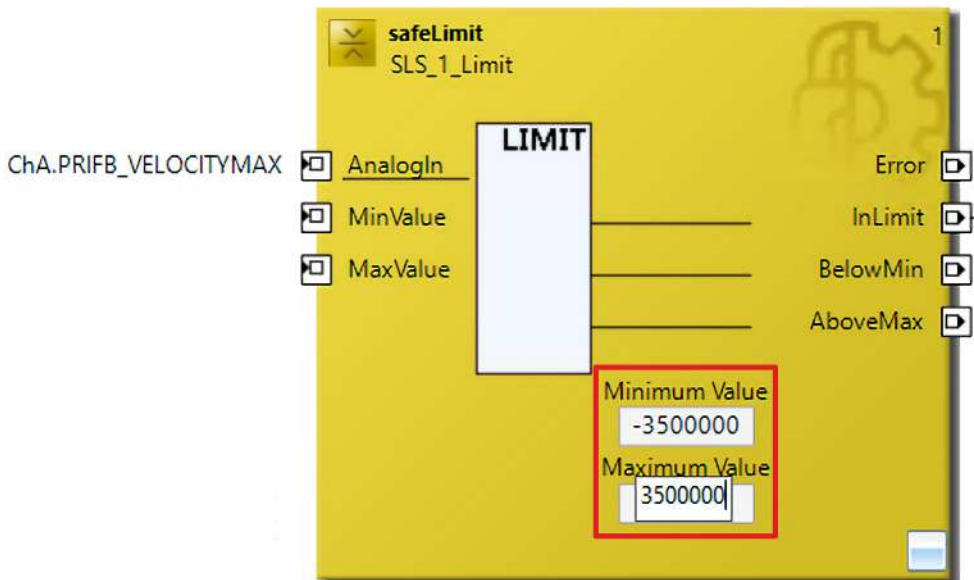 safeLimit
1
SLS_1_Limit
LIMIT
ChA.PRIFB_VELOCITYMAX
AnalogIn
Error
MinValue
InLimit
MaxValue
BelowMin
AboveMax
Minimum Value
-3500000
Maximum Value
3500000